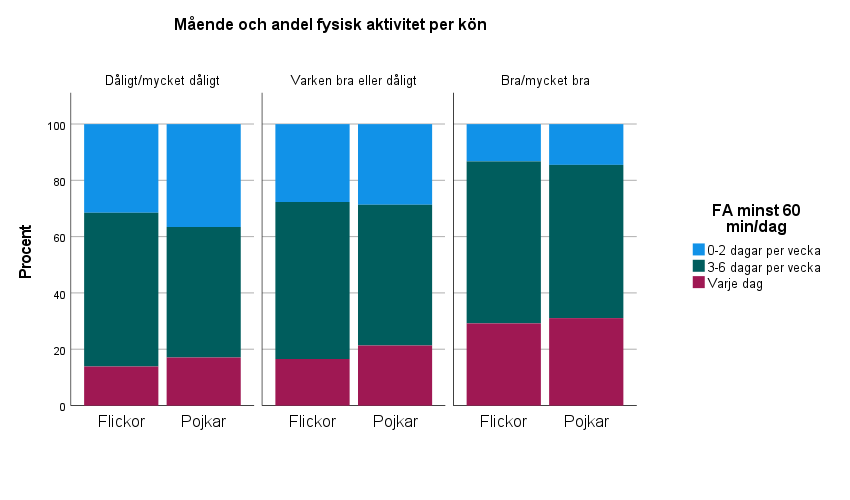 Mående och andel fysisk aktivitet per kön
Dåligt/mycket dåligt
Varken bra eller dåligt
Bra/mycket bra
Procent
100
80
60
40
20
0
Flickor
Pojkar
Flickor
Pojkar
Flickor
Pojkar
FA minst 60
min/dag
0-2 dagar per vecka
3-6 dagar per vecka
Varje dag